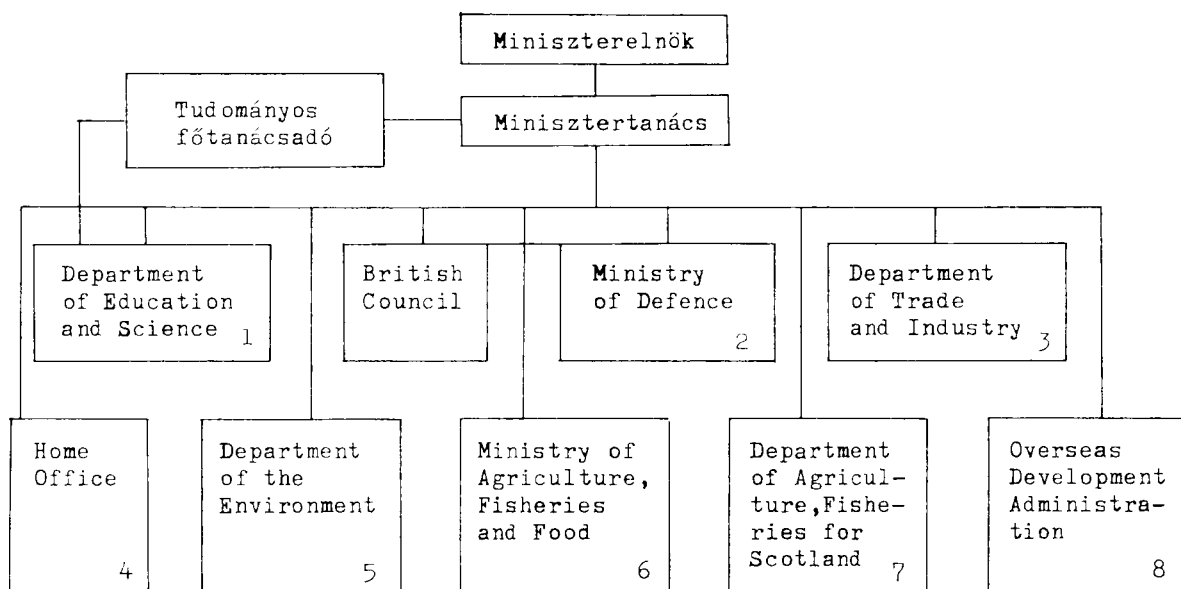 Miniszterelnök
Tudományos
főtanácsadó
Minisztertanács
Department
of Education
and Science 1
British
Council
Ministry
of Defence
2
Department
of Trade
and Industry 3
Home
Office
4
Department
of the
Environment
5
Ministry of
Agriculture,
Fisheries
and Food
6
Department
of Agricul-
ture,Fishe-
ries for
Scotland
7
Overseas
Development
Administra-
tion
8